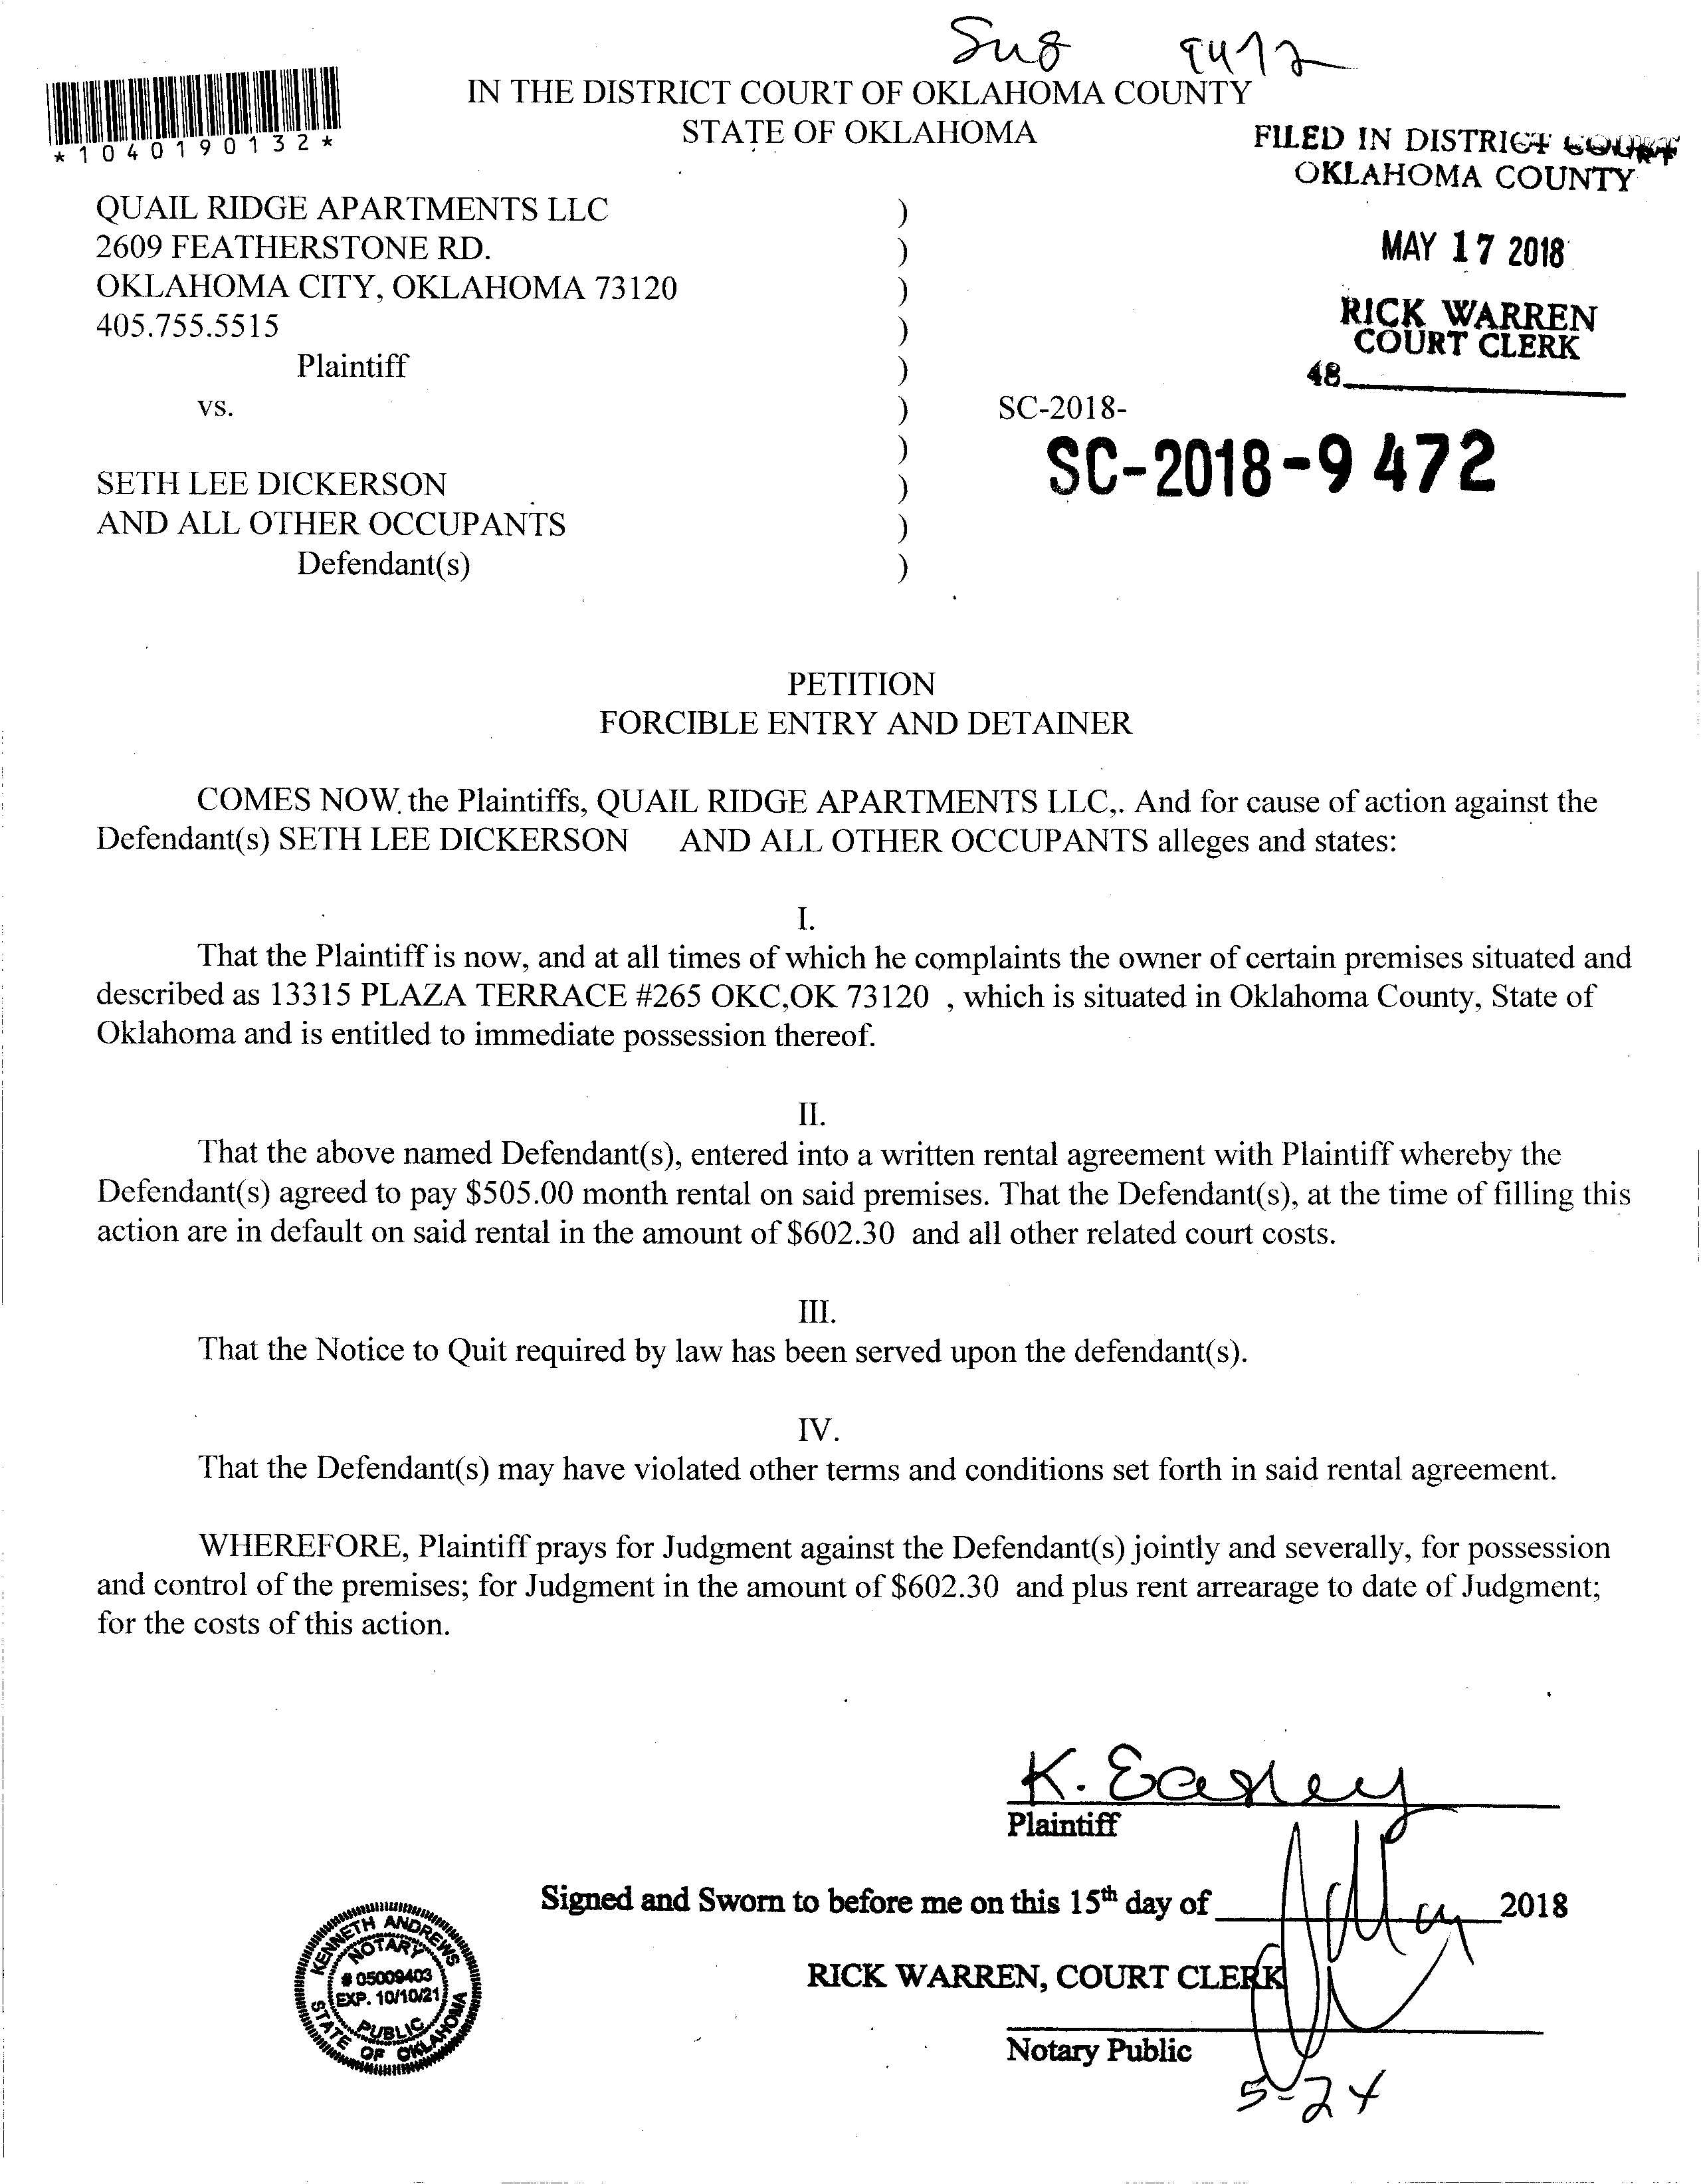 9472
IN THE DISTRICT COURT OF OKLAHOMA COUNTY
STATE OF OKLAHOMA
*1040190132*
FILED IN DISTRICT COURT
OKLAHOMA COUNTY
MAY 17 2018
RICK WARREN
COURT CLERK
48
QUAIL RIDGE APARTMENTS LLC )
2609 FEATHERSTONE RD. )
OKLAHOMA CITY, OKLAHOMA 73120 )
405.755.5515 )
Plaintiff )
vs. ) SC-2018-
) SC-2018-9472
SETH LEE DICKERSON )
AND ALL OTHER OCCUPANTS )
Defendant(s) )
PETITION
FORCIBLE ENTRY AND DETAINER
COMES NOW. the Plaintiffs, QUAIL RIDGE APARTMENTS LLC,. And for cause of action against the
Defendant(s) SETH LEE DICKERSON AND ALL OTHER OCCUPANTS alleges and states:
I.
That the Plaintiff is now, and at all times of which he complaints the owner of certain premises situated and
described as 13315 PLAZA TERRACE #265 OKC,OK 73120 , which is situated in Oklahoma County, State of
Oklahoma and is entitled to immediate possession thereof.
II.
That the above named Defendant(s), entered into a written rental agreement with Plaintiff whereby the
Defendant(s) agreed to pay $505.00 month rental on said premises. That the Defendant(s), at the time of filling this
action are in default on said rental in the amount of $602.30 and all other related court costs.
III.
That the Notice to Quit required by law has been served upon the defendant(s).
IV.
That the Defendant(s) may have violated other terms and conditions set forth in said rental agreement.
WHEREFORE, Plaintiff prays for Judgment against the Defendant(s) jointly and severally, for possession
and control of the premises; for Judgment in the amount of $602.30 and plus rent arrearage to date of Judgment;
for the costs of this action.
K. Easley
Plaintiff
Signed and Sworn to before me on this 15th day of May 2018
RICK WARREN, COURT CLERK
Notary Public
5-24
KENNETH ANDREWS
NOTARY
# 05009403
EXP. 10/10/21
PUBLIC
STATE OF OKLAHOMA